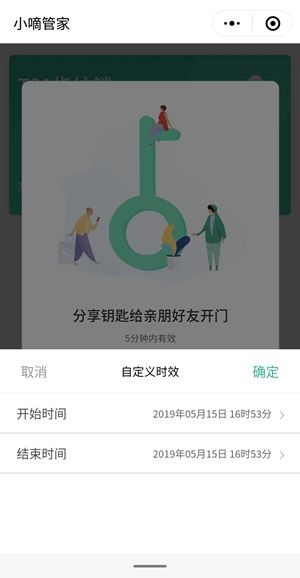 小嘀管家
分享钥匙给亲朋好友开门
5分钟内有效
取消 自定义时效 确定
开始时间 2019年05月15日 16时53分
结束时间 2019年05月15日 16时53分